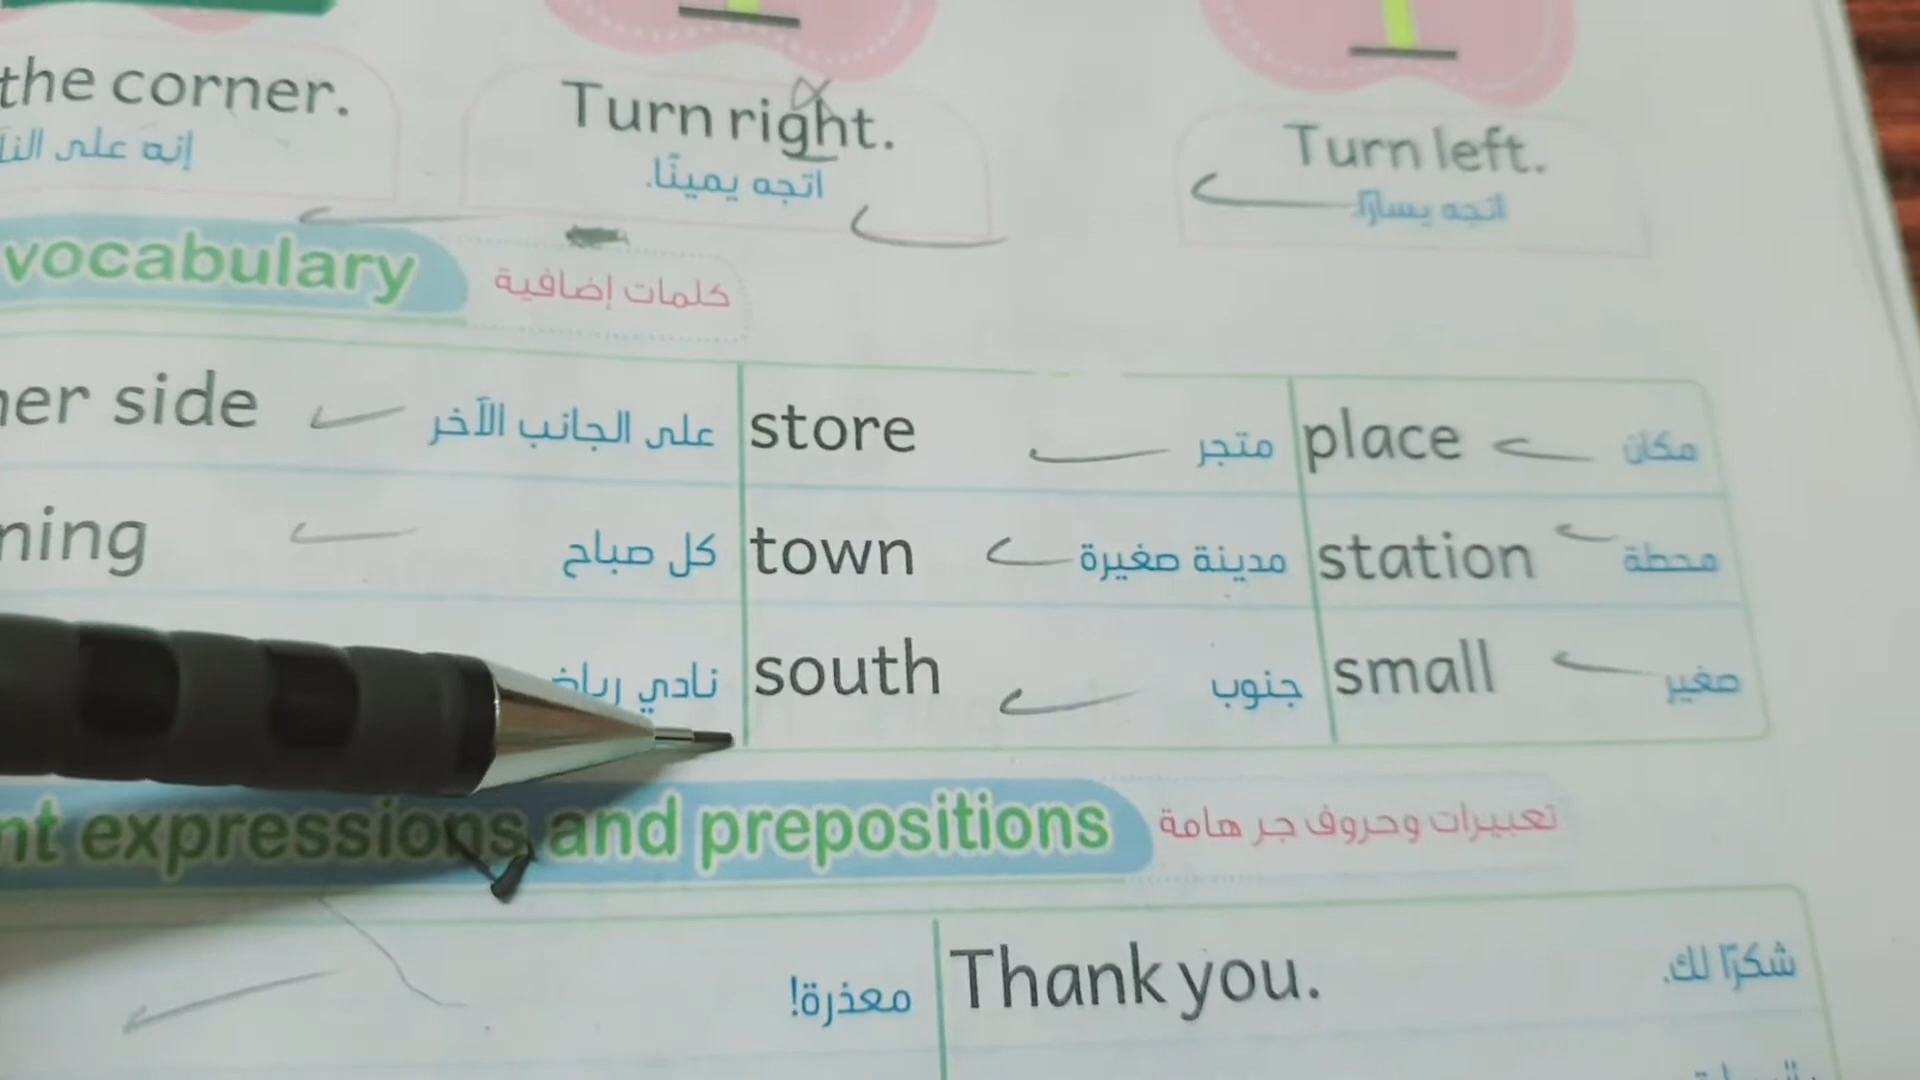 the corner.
إنه على
Turn right.
اتجه يمينًا.
Turn left.
اتجه يسارًا.
vocabulary
كلمات إضافية
side على الجانب الآخر
store متجر
place مكان
كل صباح
town مدينة صغيرة
station محطة
نادي
south جنوب
small صغير
expressions and prepositions
تعبيرات وحروف جر هامة
معذرة!
Thank you. شكرًا لك.